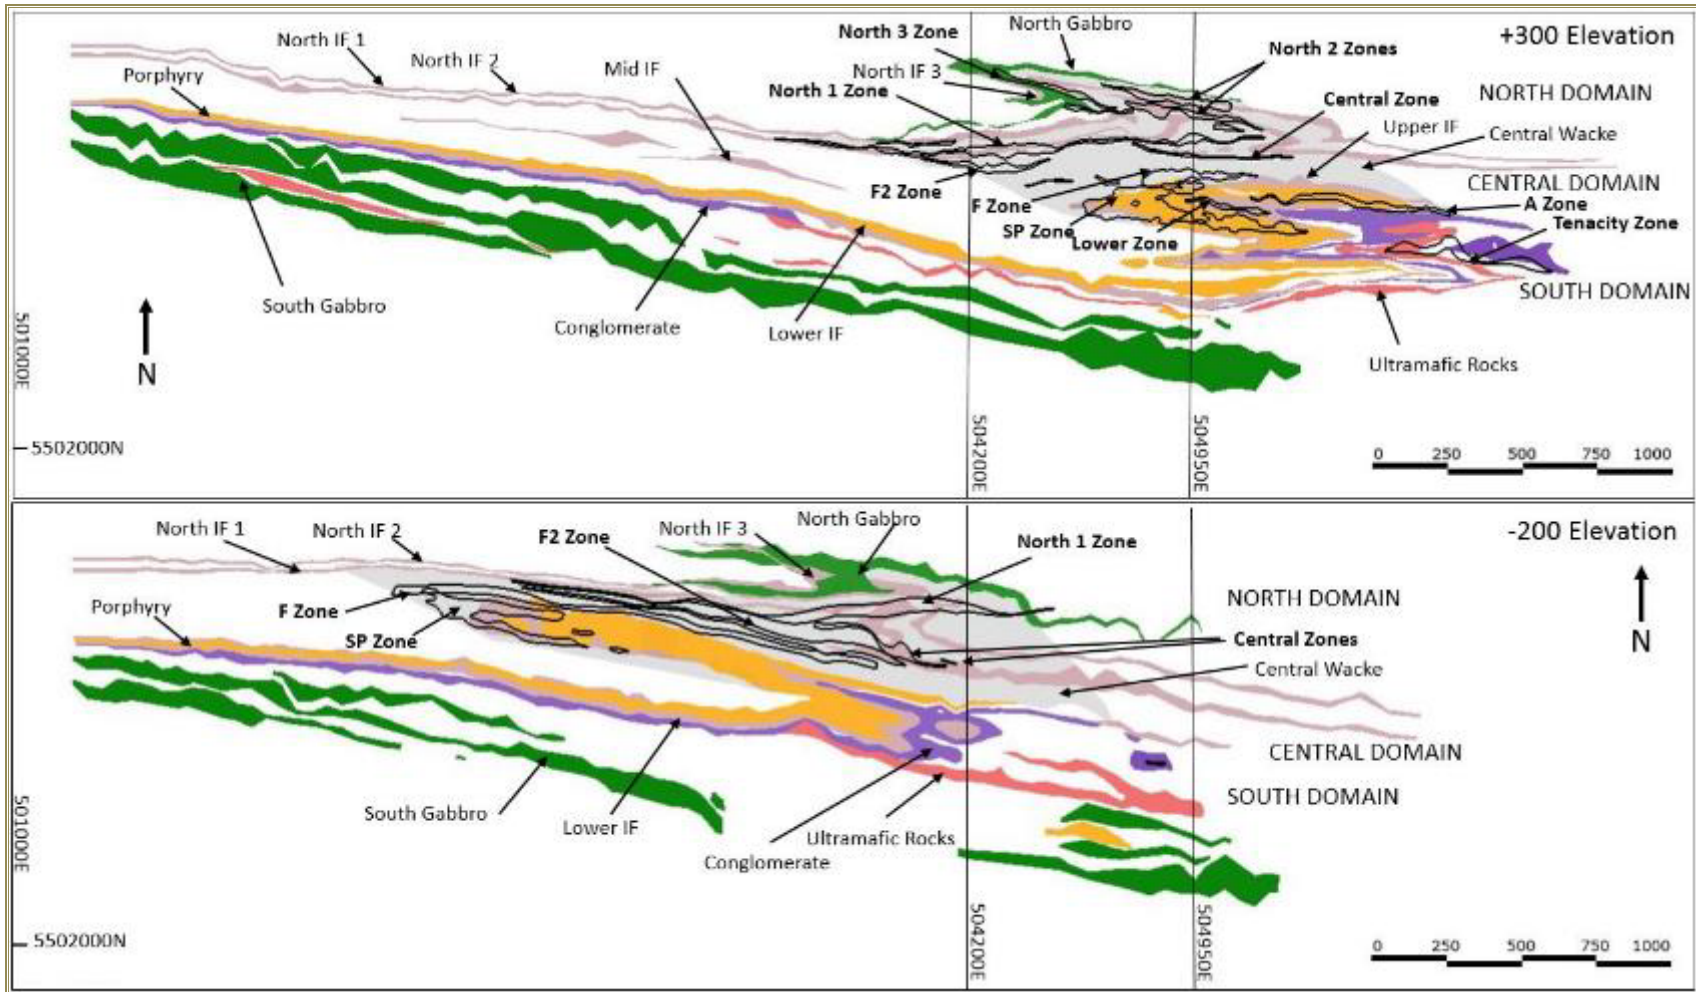 +300 Elevation
North Gabbro
North 3 Zone
North 2 Zones
North IF 1
North IF 2
Mid IF
Porphyry
North IF 3
North 1 Zone
Central Zone
NORTH DOMAIN
Upper IF
Central Wacke
F2 Zone
CENTRAL DOMAIN
F Zone
A Zone
SP Zone
Lower Zone
Tenacity Zone
SOUTH DOMAIN
South Gabbro
Conglomerate
Lower IF
Ultramafic Rocks
501000E
N
5502000N
504200E
504950E
0 250 500 750 1000
-200 Elevation
North Gabbro
North IF 1
North IF 2
F2 Zone
North IF 3
North 1 Zone
Porphyry
F Zone
SP Zone
NORTH DOMAIN
N
Central Zones
Central Wacke
CENTRAL DOMAIN
SOUTH DOMAIN
South Gabbro
Lower IF
Ultramafic Rocks
Conglomerate
501000E
5502000N
504200E
504950E
0 250 500 750 1000